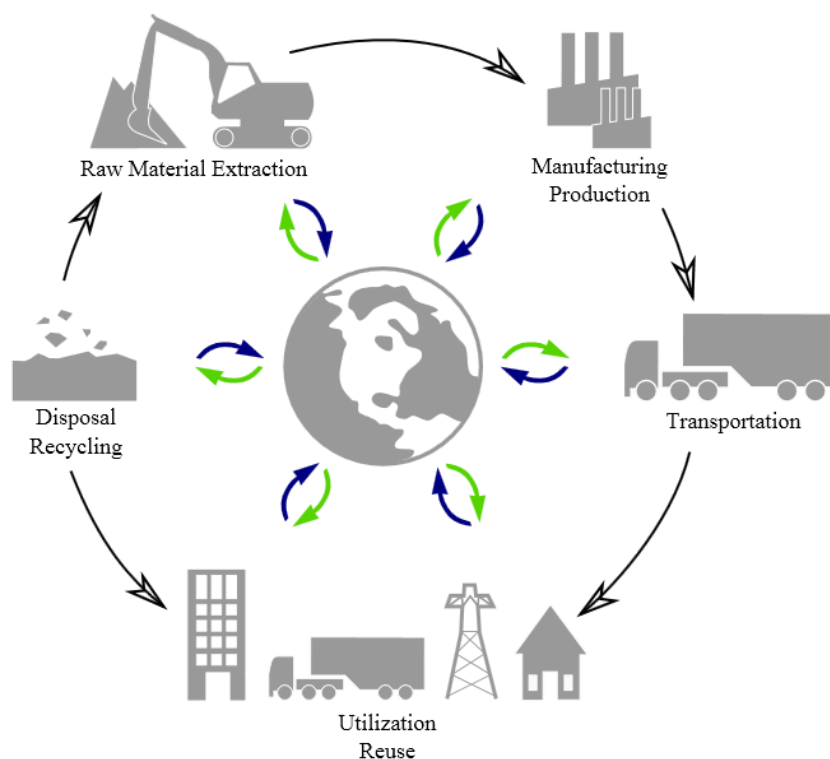 Raw Material Extraction
Manufacturing
Production
Transportation
Utilization
Reuse
Disposal
Recycling